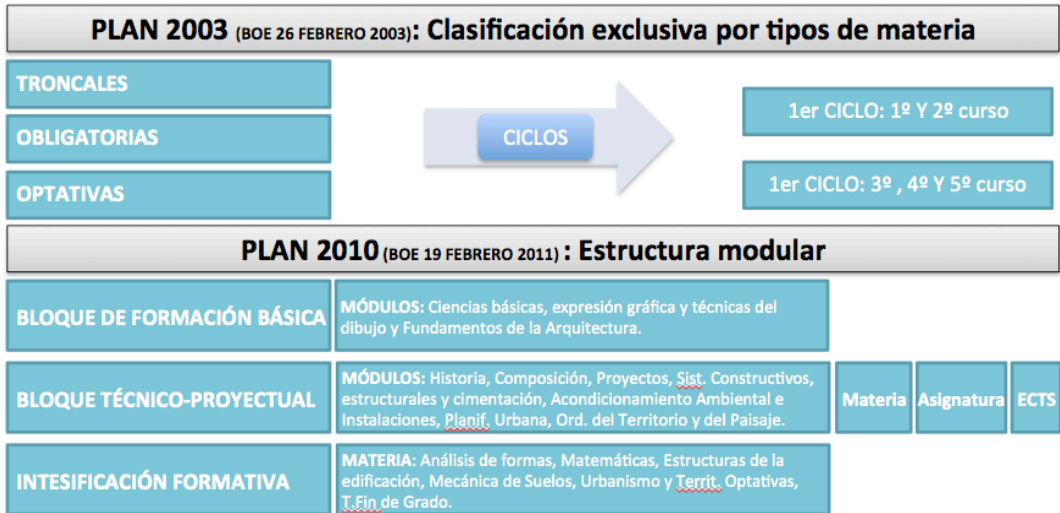 PLAN 2003 (BOE 26 FEBRERO 2003): Clasificación exclusiva por tipos de materia
TRONCALES
OBLIGATORIAS
OPTATIVAS
CICLOS
1er CICLO: 1º Y 2º curso
1er CICLO: 3º , 4º Y 5º curso
PLAN 2010 (BOE 19 FEBRERO 2011) : Estructura modular
BLOQUE DE FORMACIÓN BÁSICA
MÓDULOS: Ciencias básicas, expresión gráfica y técnicas del
dibujo y Fundamentos de la Arquitectura.
BLOQUE TÉCNICO-PROYECTUAL
MÓDULOS: Historia, Composición, Proyectos, Sist. Constructivos,
estructurales y cimentación, Acondicionamiento Ambiental e
Instalaciones, Planif. Urbana, Ord. del Territorio y del Paisaje.
Materia
Asignatura
ECTS
INTESIFICACIÓN FORMATIVA
MATERIA: Análisis de formas, Matemáticas, Estructuras de la
edificación, Mecánica de Suelos, Urbanismo y Territ. Optativas,
T.Fin de Grado.